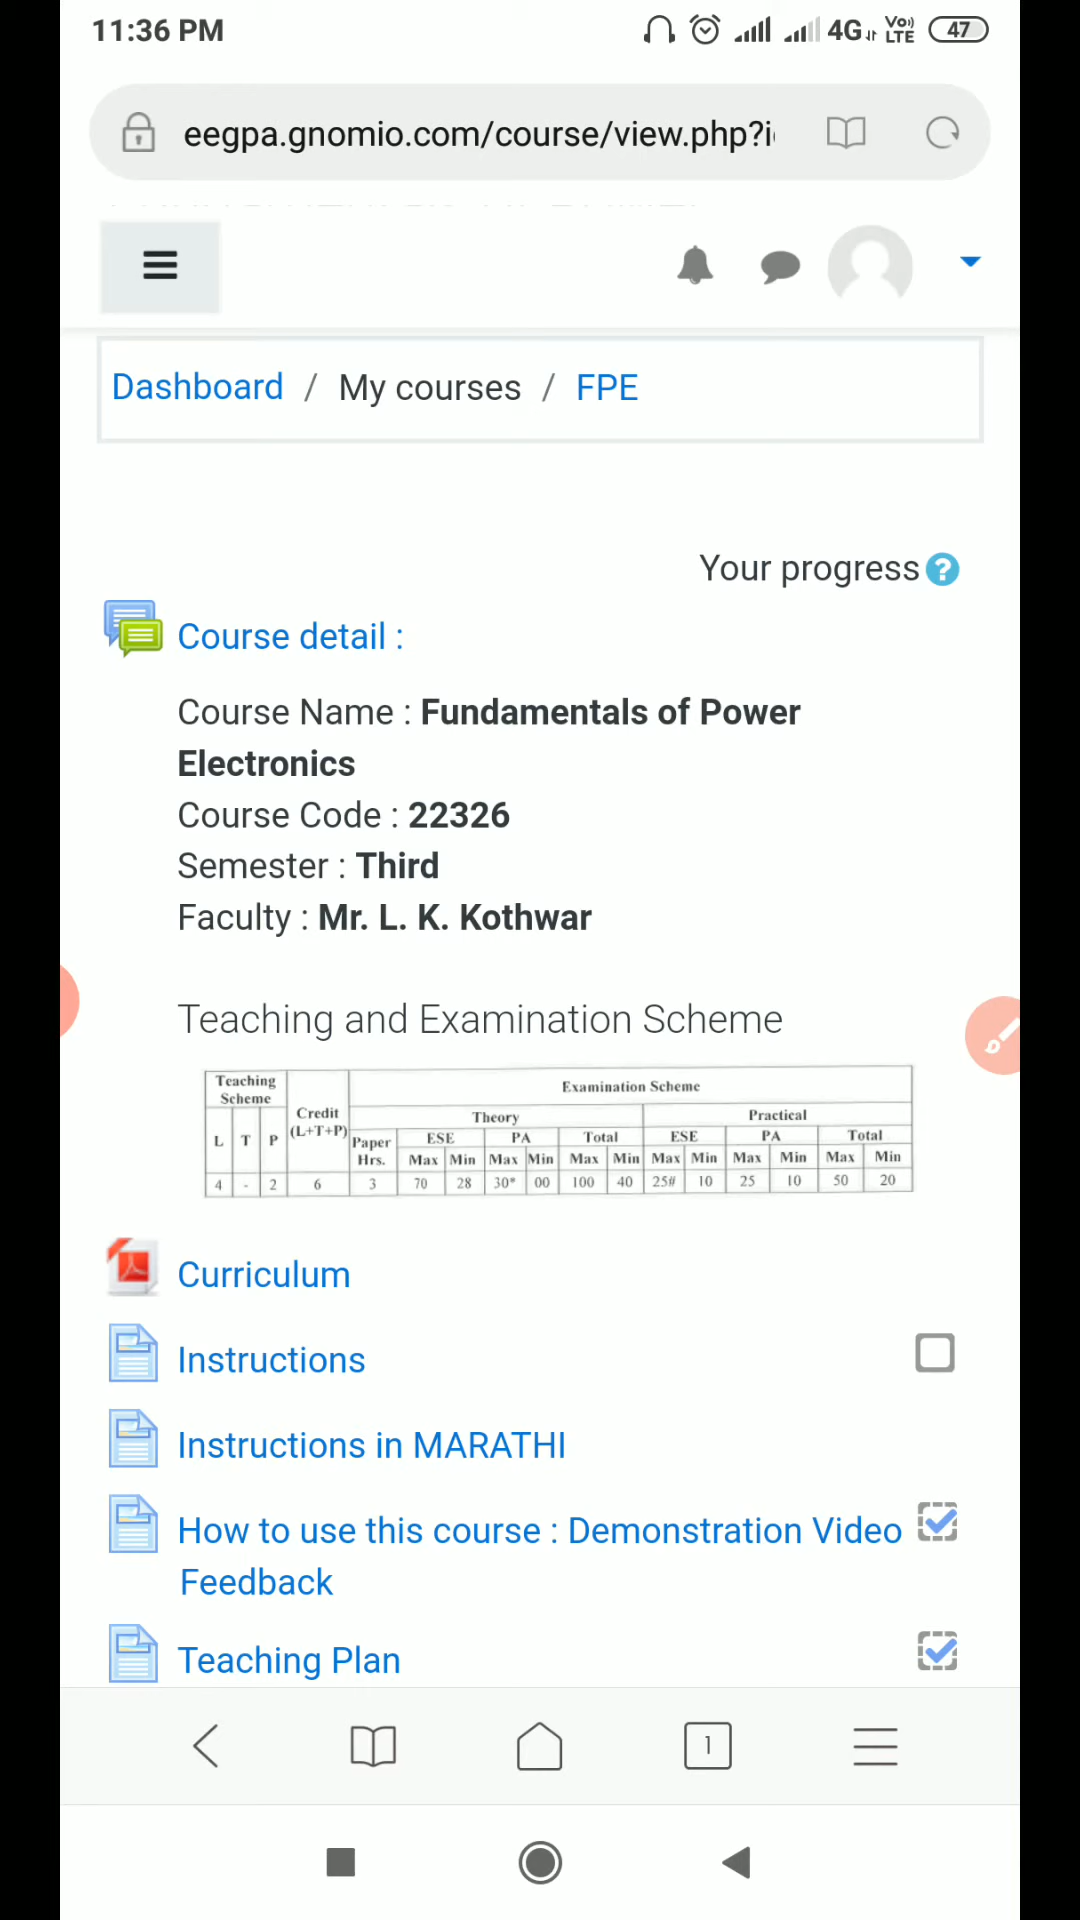 11:36 PM 4G Vo)) LTE 47
eegpa.gnomio.com/course/view.php?i
Dashboard / My courses / FPE
Your progress ?
Course detail :
Course Name : Fundamentals of Power
Electronics
Course Code : 22326
Semester : Third
Faculty : Mr. L. K. Kothwar
Teaching and Examination Scheme
Teaching
Scheme
Credit
(L+T+P)
Examination Scheme
Theory Practical
L T P Paper
Hrs.
ESE PA Total ESE PA Total
Max Min Max Min Max Min Max Min Max Min Max Min
4 - 2 6 3 70 28 30* 00 100 40 25# 10 25 10 50 20
Curriculum
Instructions
Instructions in MARATHI
How to use this course : Demonstration Video
Feedback
Teaching Plan
1